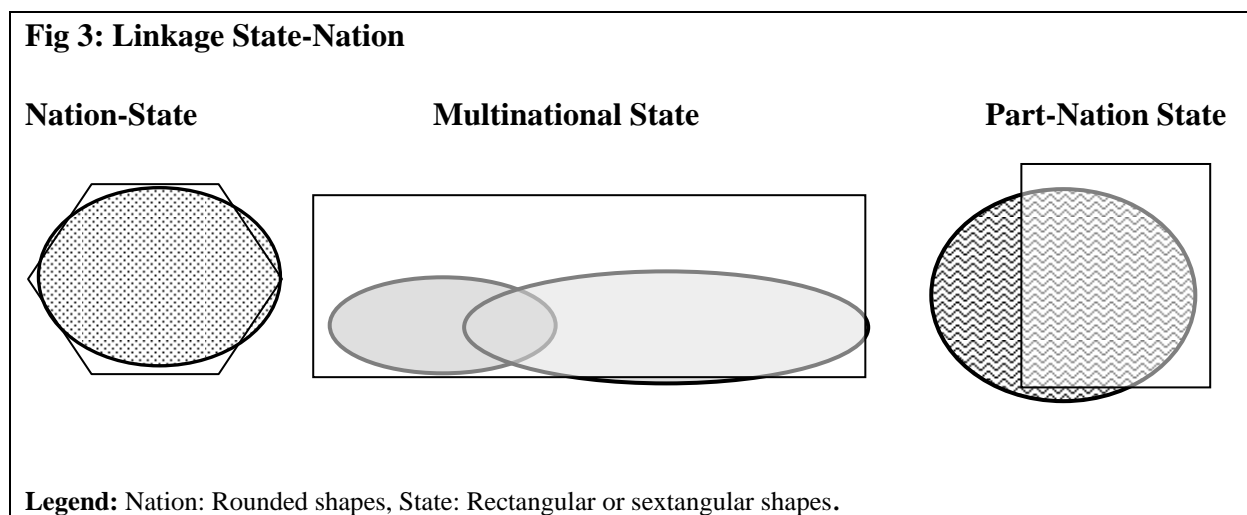 Fig 3: Linkage State-Nation
Nation-State Multinational State Part-Nation State
Legend: Nation: Rounded shapes, State: Rectangular or sextangular shapes.